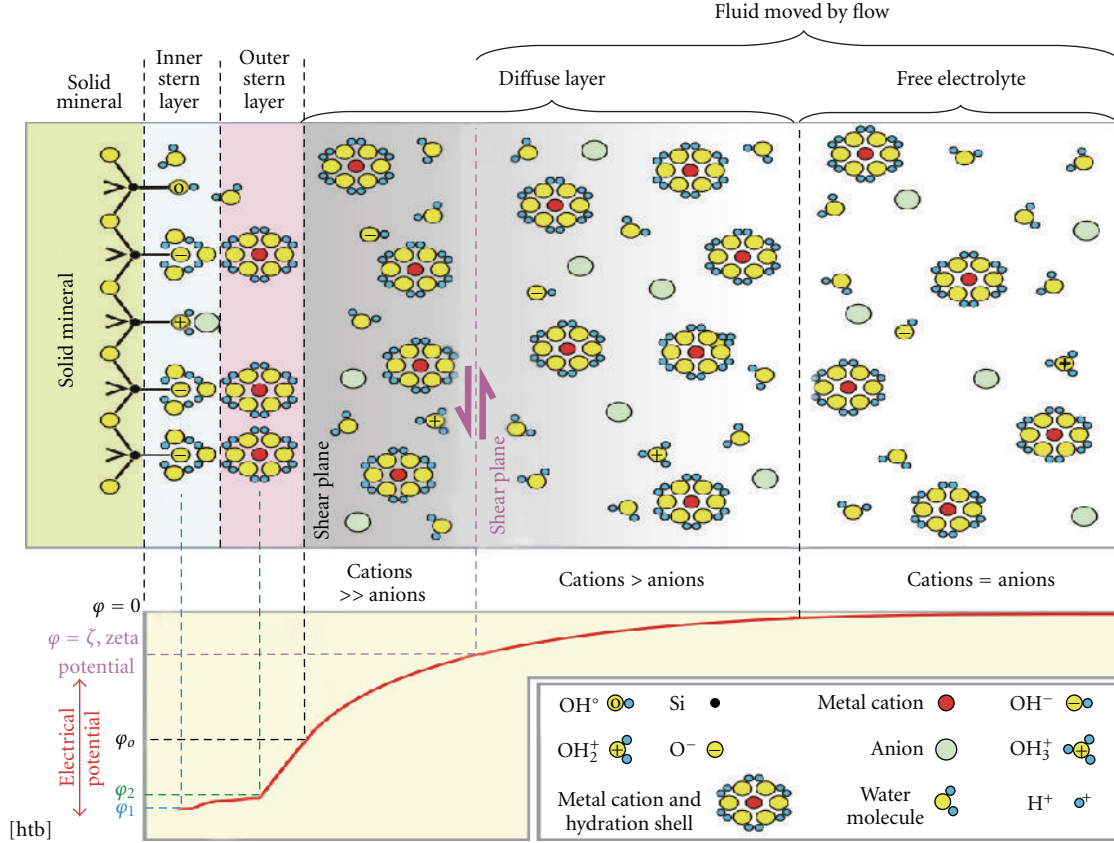 Fluid moved by flow
Solid
mineral
Inner
stern
layer
Outer
stern
layer
Diffuse layer
Free electrolyte
Solid mineral
o
−
+
−
−
−
+
Shear plane
Shear plane
−
+
−
+
Cations
>> anions
Cations > anions
Cations = anions
φ = 0
φ = ζ, zeta
potential
Electrical
potential
φo
φ2
φ1
[htb]
OH° o
Si
Metal cation
OH− −
OH2+ +
O− −
Anion
OH3+ +
Metal cation and
hydration shell
Water
molecule
H+ +